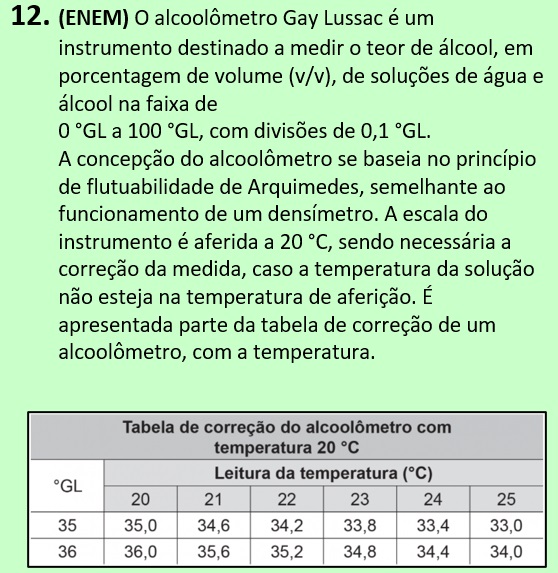 12. (ENEM) O alcoolômetro Gay Lussac é um
instrumento destinado a medir o teor de álcool, em
porcentagem de volume (v/v), de soluções de água e
álcool na faixa de
0 °GL a 100 °GL, com divisões de 0,1 °GL.
A concepção do alcoolômetro se baseia no princípio
de flutuabilidade de Arquimedes, semelhante ao
funcionamento de um densímetro. A escala do
instrumento é aferida a 20 °C, sendo necessária a
correção da medida, caso a temperatura da solução
não esteja na temperatura de aferição. É
apresentada parte da tabela de correção de um
alcoolômetro, com a temperatura.
Tabela de correção do alcoolômetro com
temperatura 20 °C
°GL
Leitura da temperatura (°C)
20 21 22 23 24 25
35 35,0 34,6 34,2 33,8 33,4 33,0
36 36,0 35,6 35,2 34,8 34,4 34,0